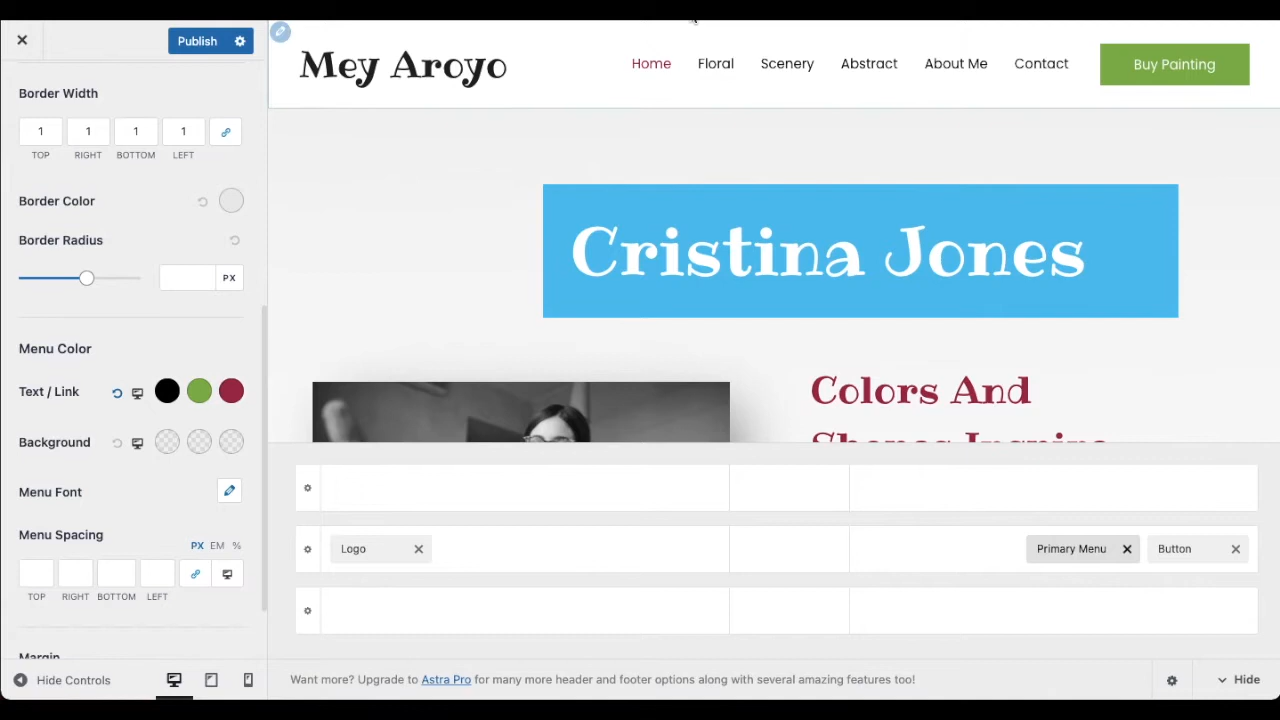 Publish
Border Width
1 1 1 1
TOP RIGHT BOTTOM LEFT
Border Color
Border Radius
PX
Menu Color
Text / Link
Background
Menu Font
Menu Spacing
PX EM %
TOP RIGHT BOTTOM LEFT
Margin
Hide Controls
Mey Aroyo
Home Floral Scenery Abstract About Me Contact Buy Painting
Cristina Jones
Colors And
Shapes Inspire
Logo Primary Menu Button
Want more? Upgrade to Astra Pro for many more header and footer options along with several amazing features too!
Hide